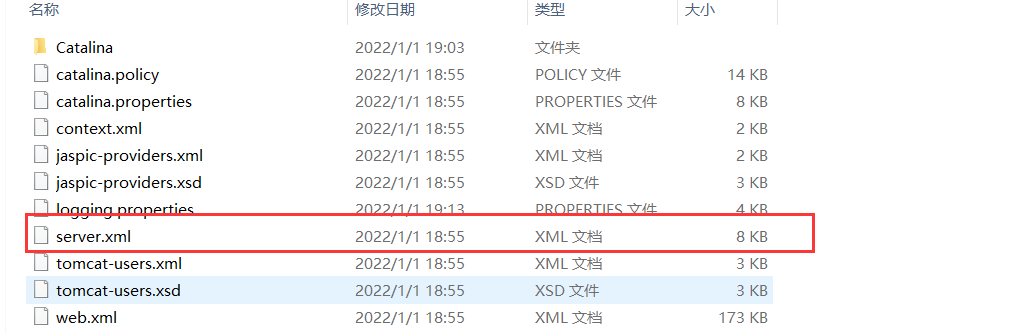 名称 修改日期 类型 大小
Catalina 2022/1/1 19:03 文件夹
catalina.policy 2022/1/1 18:55 POLICY 文件 14 KB
catalina.properties 2022/1/1 18:55 PROPERTIES 文件 8 KB
context.xml 2022/1/1 18:55 XML 文档 2 KB
jaspic-providers.xml 2022/1/1 18:55 XML 文档 2 KB
jaspic-providers.xsd 2022/1/1 18:55 XSD 文件 3 KB
logging.properties 2022/1/1 19:13 PROPERTIES 文件 4 KB
server.xml 2022/1/1 18:55 XML 文档 8 KB
tomcat-users.xml 2022/1/1 18:55 XML 文档 3 KB
tomcat-users.xsd 2022/1/1 18:55 XSD 文件 3 KB
web.xml 2022/1/1 18:55 XML 文档 173 KB